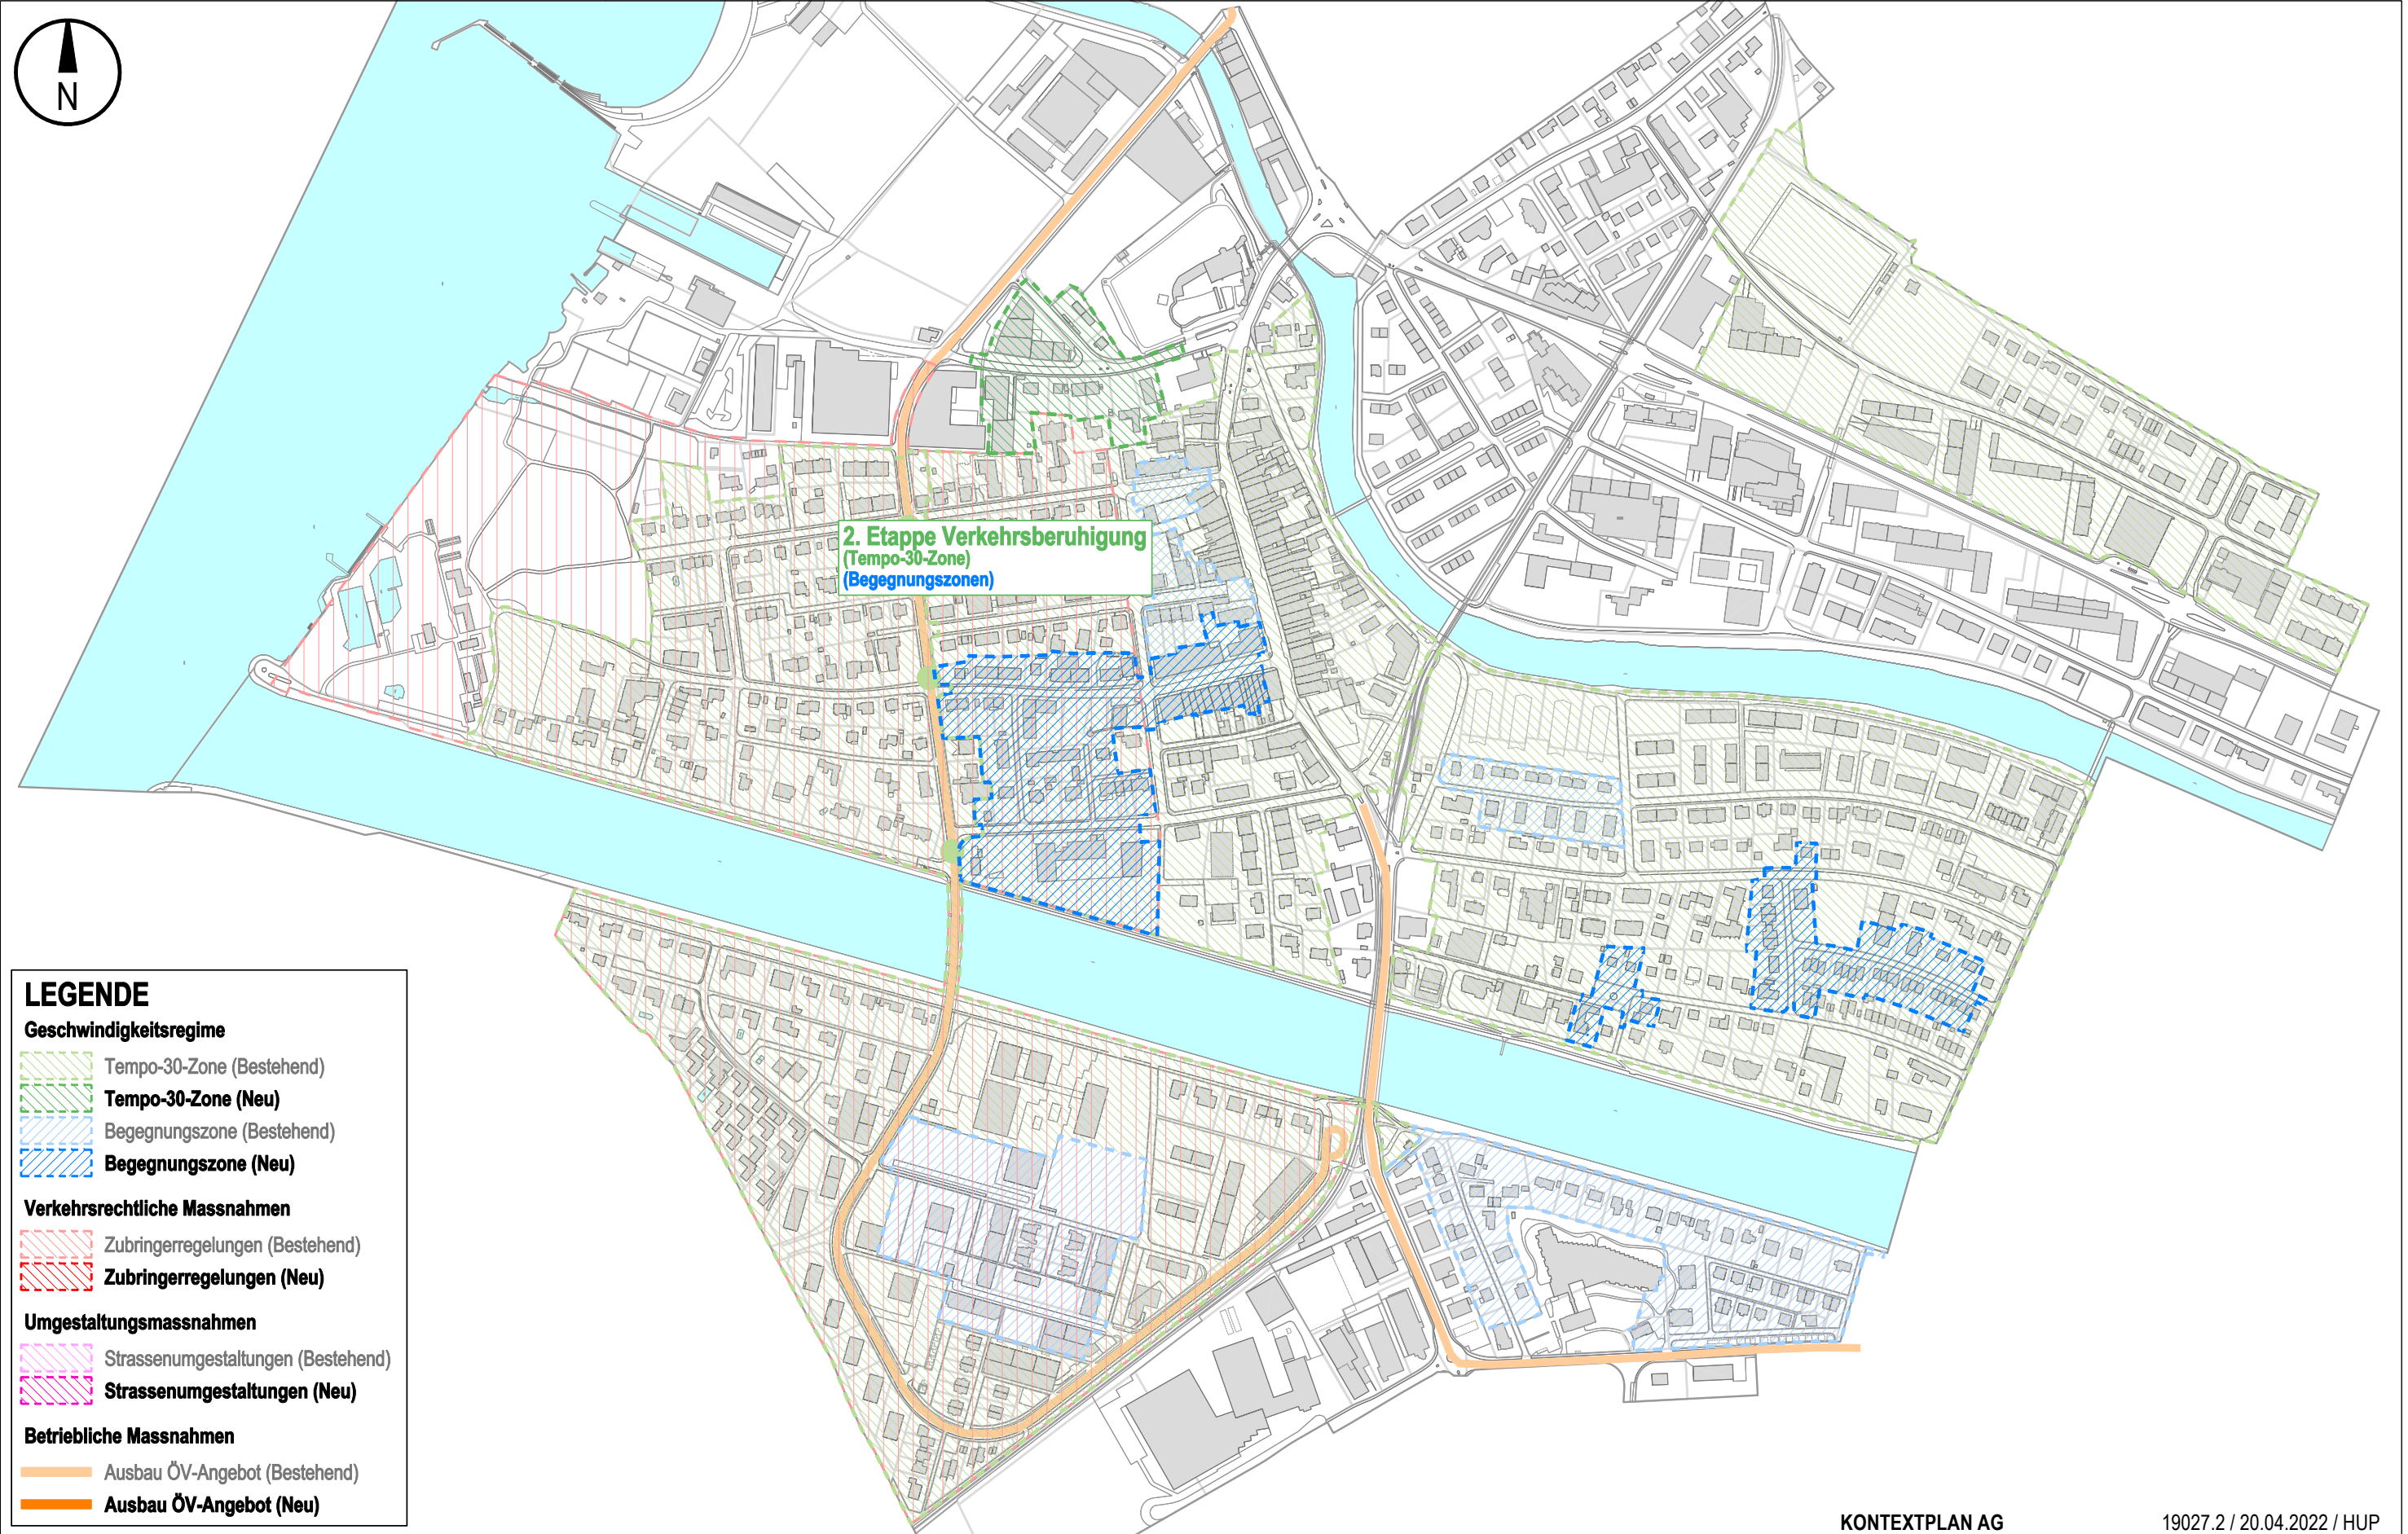 N
2. Etappe Verkehrsberuhigung
(Tempo-30-Zone)
(Begegnungszonen)
LEGENDE
Geschwindigkeitsregime
Tempo-30-Zone (Bestehend)
Tempo-30-Zone (Neu)
Begegnungszone (Bestehend)
Begegnungszone (Neu)
Verkehrsrechtliche Massnahmen
Zubringerregelungen (Bestehend)
Zubringerregelungen (Neu)
Umgestaltungsmassnahmen
Strassenumgestaltungen (Bestehend)
Strassenumgestaltungen (Neu)
Betriebliche Massnahmen
Ausbau ÖV-Angebot (Bestehend)
Ausbau ÖV-Angebot (Neu)
KONTEXTPLAN AG 19027.2 / 20.04.2022 / HUP